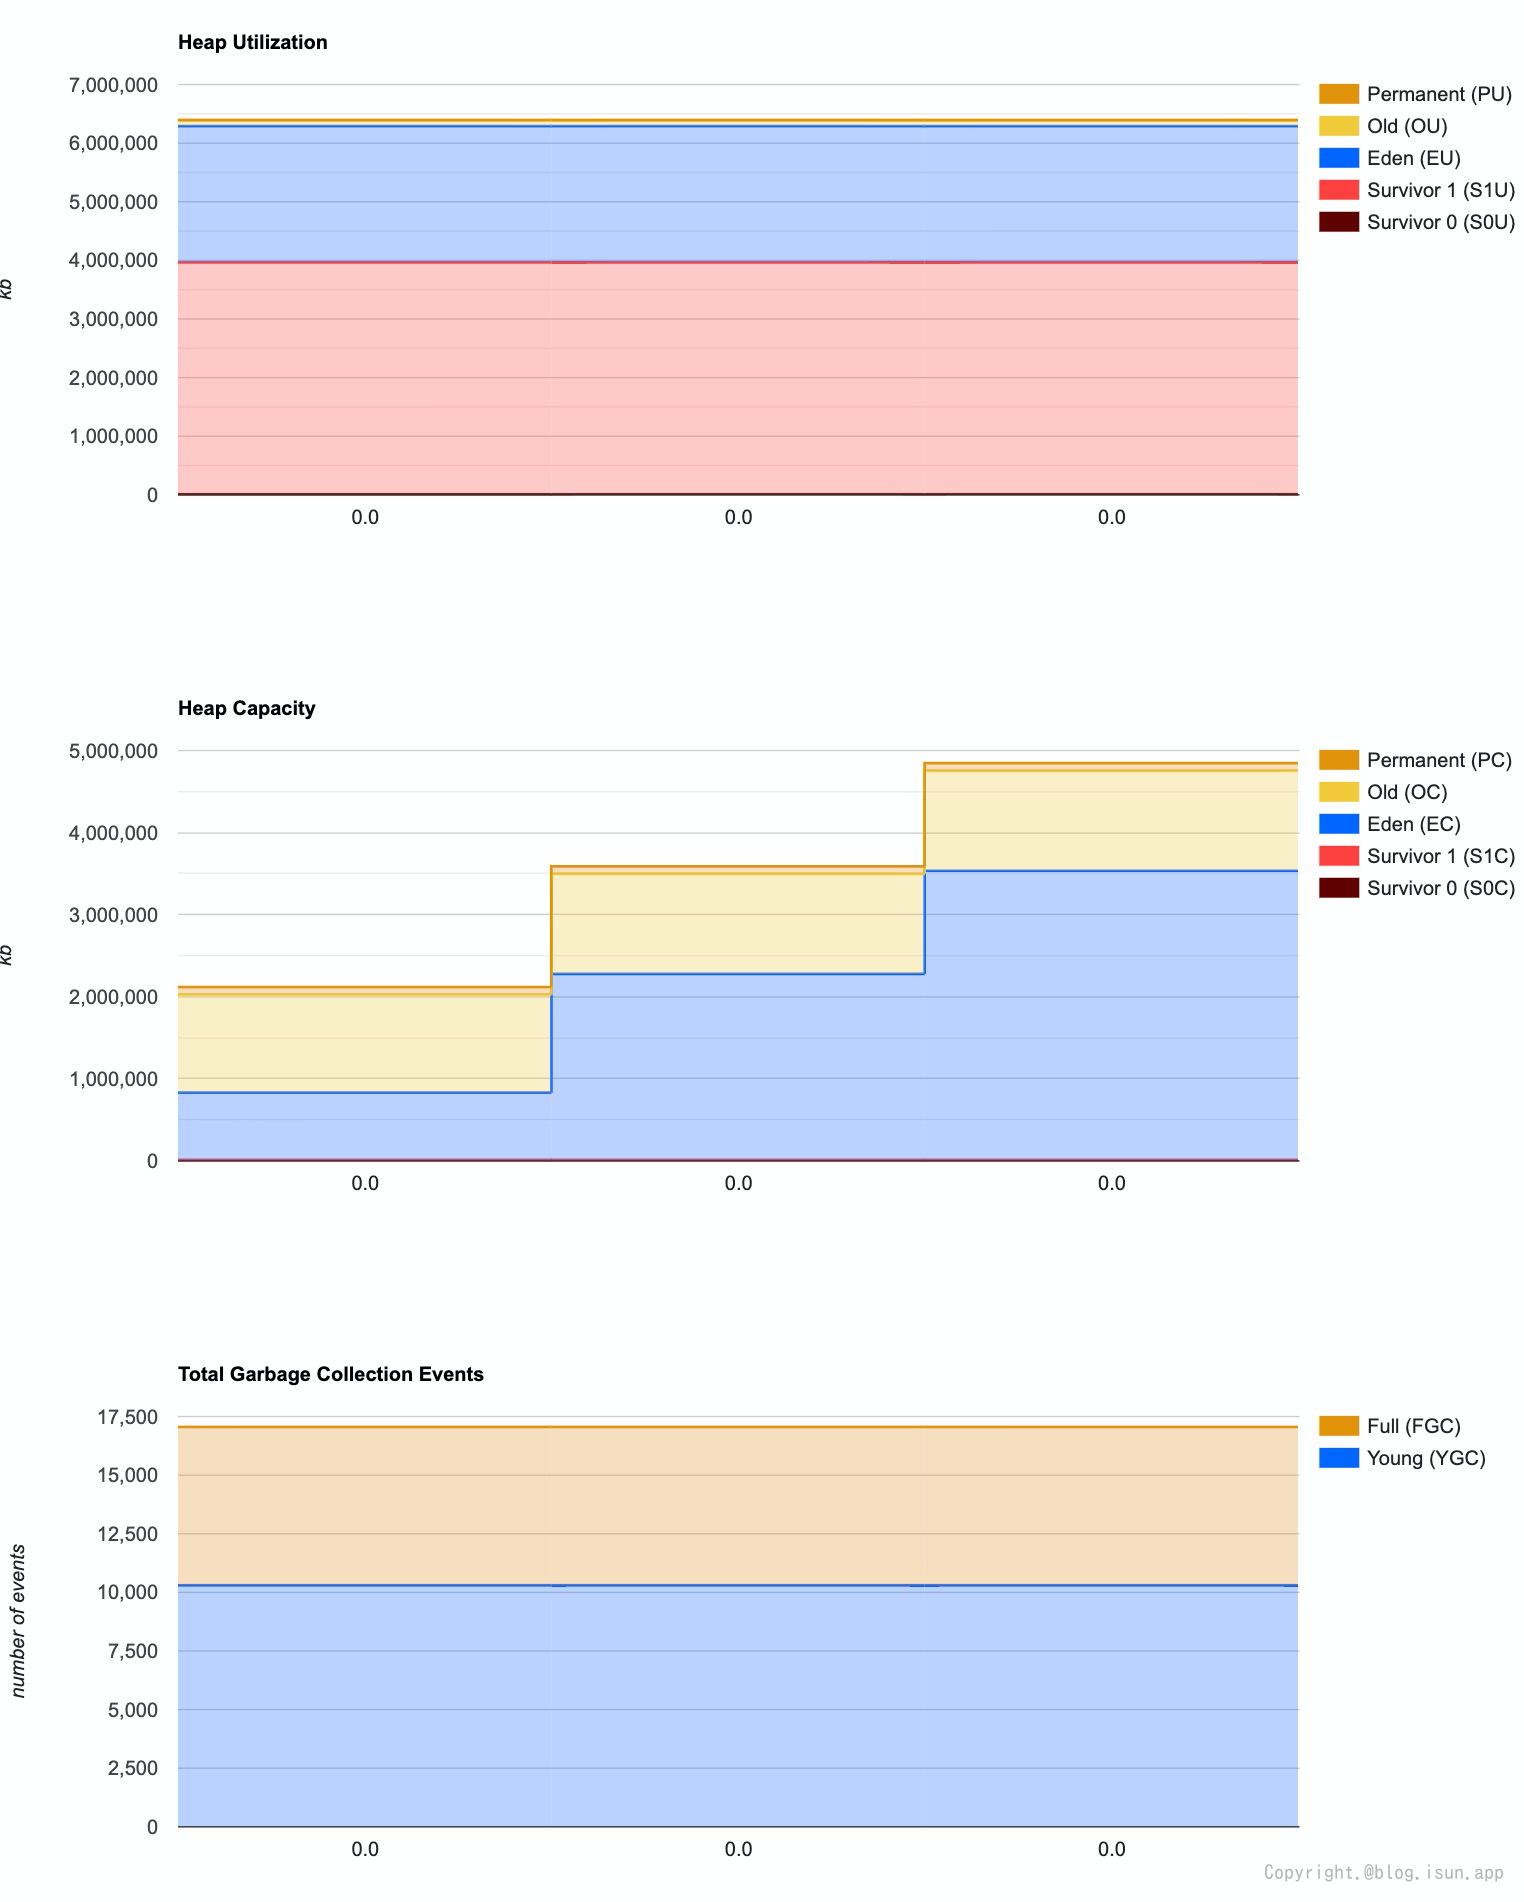 Heap Utilization
7,000,000
6,000,000
5,000,000
4,000,000
3,000,000
2,000,000
1,000,000
0
kb
0.0 0.0 0.0
Permanent (PU)
Old (OU)
Eden (EU)
Survivor 1 (S1U)
Survivor 0 (S0U)
Heap Capacity
5,000,000
4,000,000
3,000,000
2,000,000
1,000,000
0
kb
0.0 0.0 0.0
Permanent (PC)
Old (OC)
Eden (EC)
Survivor 1 (S1C)
Survivor 0 (S0C)
Total Garbage Collection Events
17,500
15,000
12,500
10,000
7,500
5,000
2,500
0
number of events
0.0 0.0 0.0
Full (FGC)
Young (YGC)
Copyright.@blog.isun.app